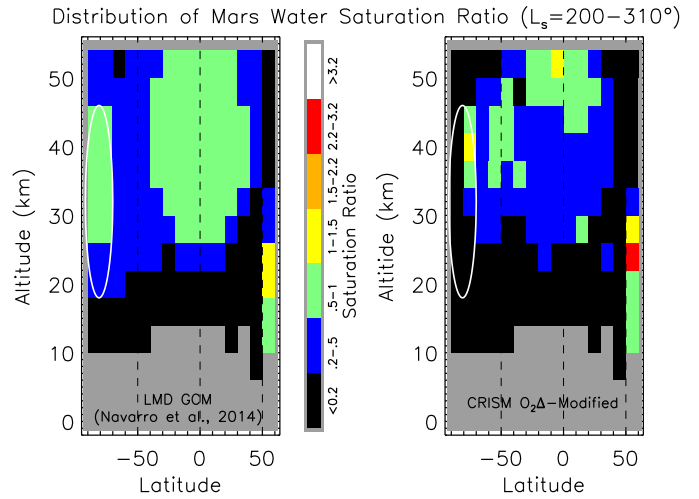 Distribution of Mars Water Saturation Ratio (Ls=200−310°)
50
40
30
20
10
0
Altitude (km)
LMD GCM
(Navarro et al., 2014)
−50 0 50
Latitude
>3.2
2.2−3.2
1.5−2.2
1−1.5
.5−1
.2−.5
<0.2
Saturation Ratio
50
40
30
20
10
0
Altitide (km)
CRISM O₂Δ−Modified
−50 0 50
Latitude